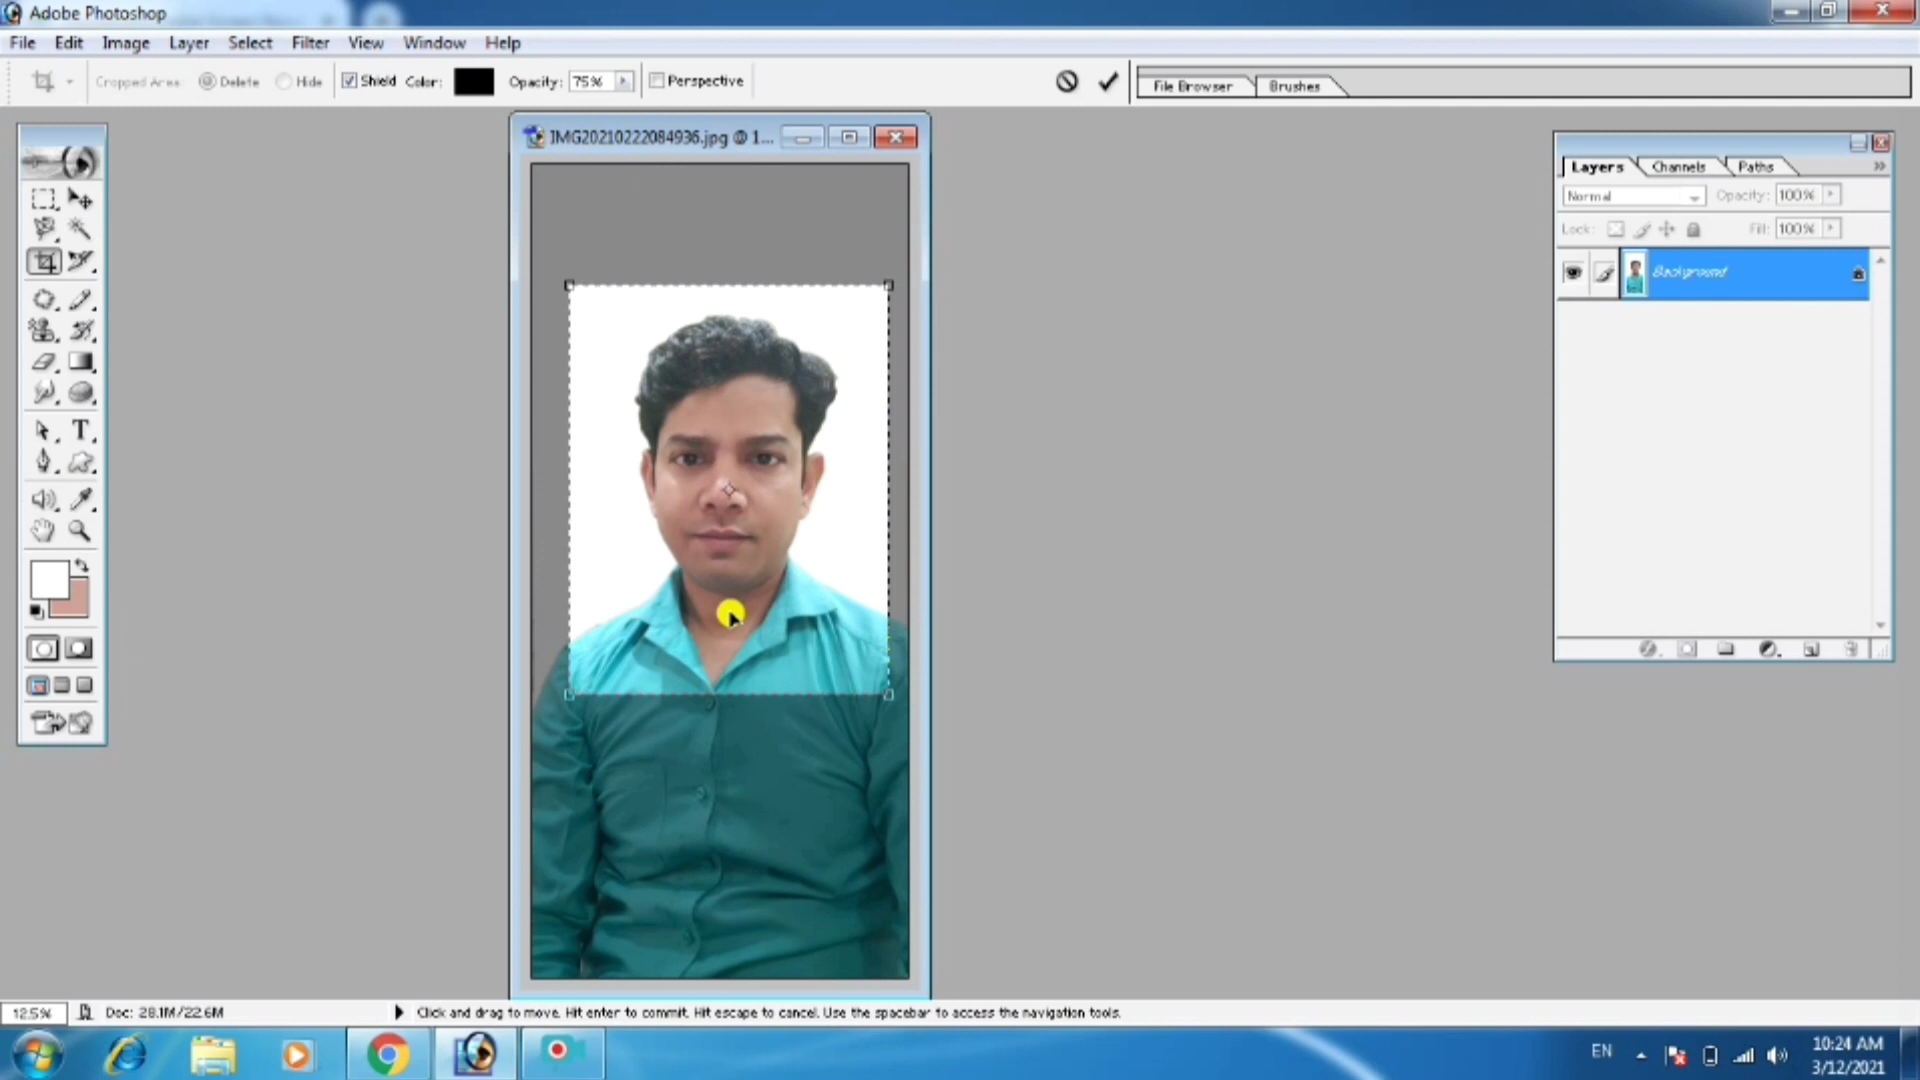 Adobe Photoshop
File Edit Image Layer Select Filter View Window Help
Cropped Area: Delete Hide Shield Color: Opacity: 75% Perspective File Browser Brushes
IMG20210222084936.jpg @ 1...
Layers Channels Paths
Normal Opacity: 100%
Lock: Fill: 100%
Background
T
12.5% Doc: 28.1M/22.6M Click and drag to move. Hit enter to commit. Hit escape to cancel. Use the spacebar to access the navigation tools.
EN
10:24 AM
3/12/2021